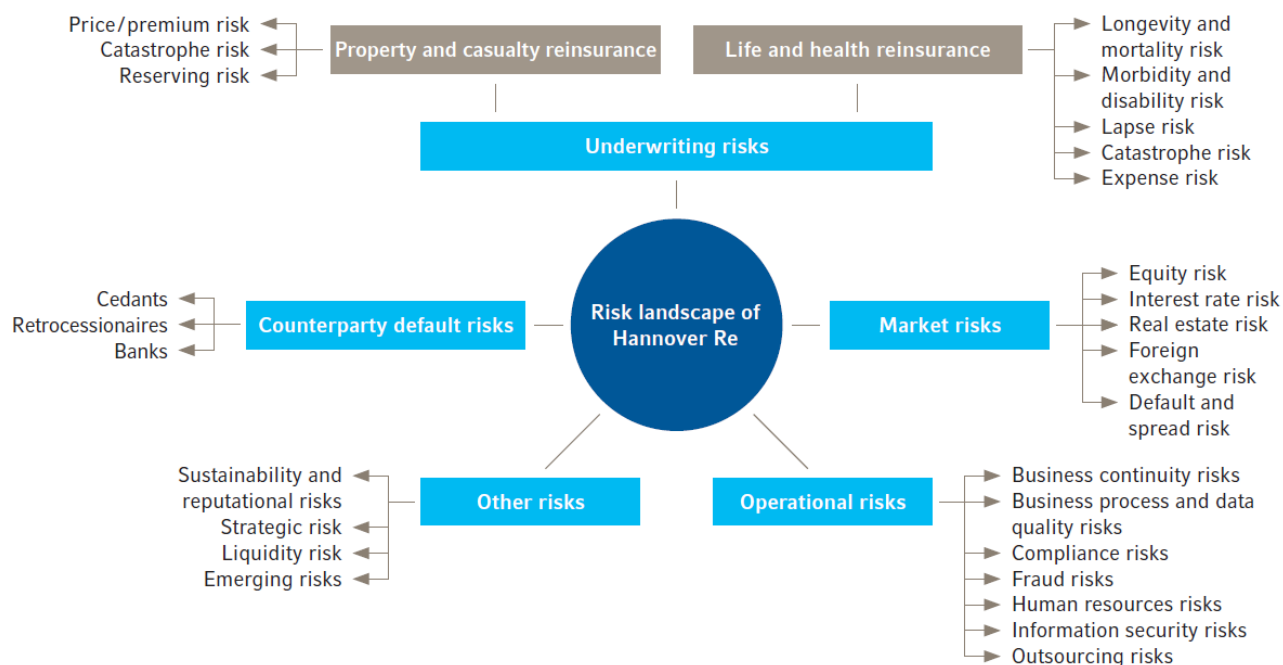 Price/premium risk
Catastrophe risk
Reserving risk
Property and casualty reinsurance
Life and health reinsurance
Longevity and
mortality risk
Morbidity and
disability risk
Lapse risk
Catastrophe risk
Expense risk
Underwriting risks
Cedants
Retrocessionaires
Banks
Counterparty default risks
Risk landscape of
Hannover Re
Market risks
Equity risk
Interest rate risk
Real estate risk
Foreign
exchange risk
Default and
spread risk
Sustainability and
reputational risks
Strategic risk
Liquidity risk
Emerging risks
Other risks
Operational risks
Business continuity risks
Business process and data
quality risks
Compliance risks
Fraud risks
Human resources risks
Information security risks
Outsourcing risks